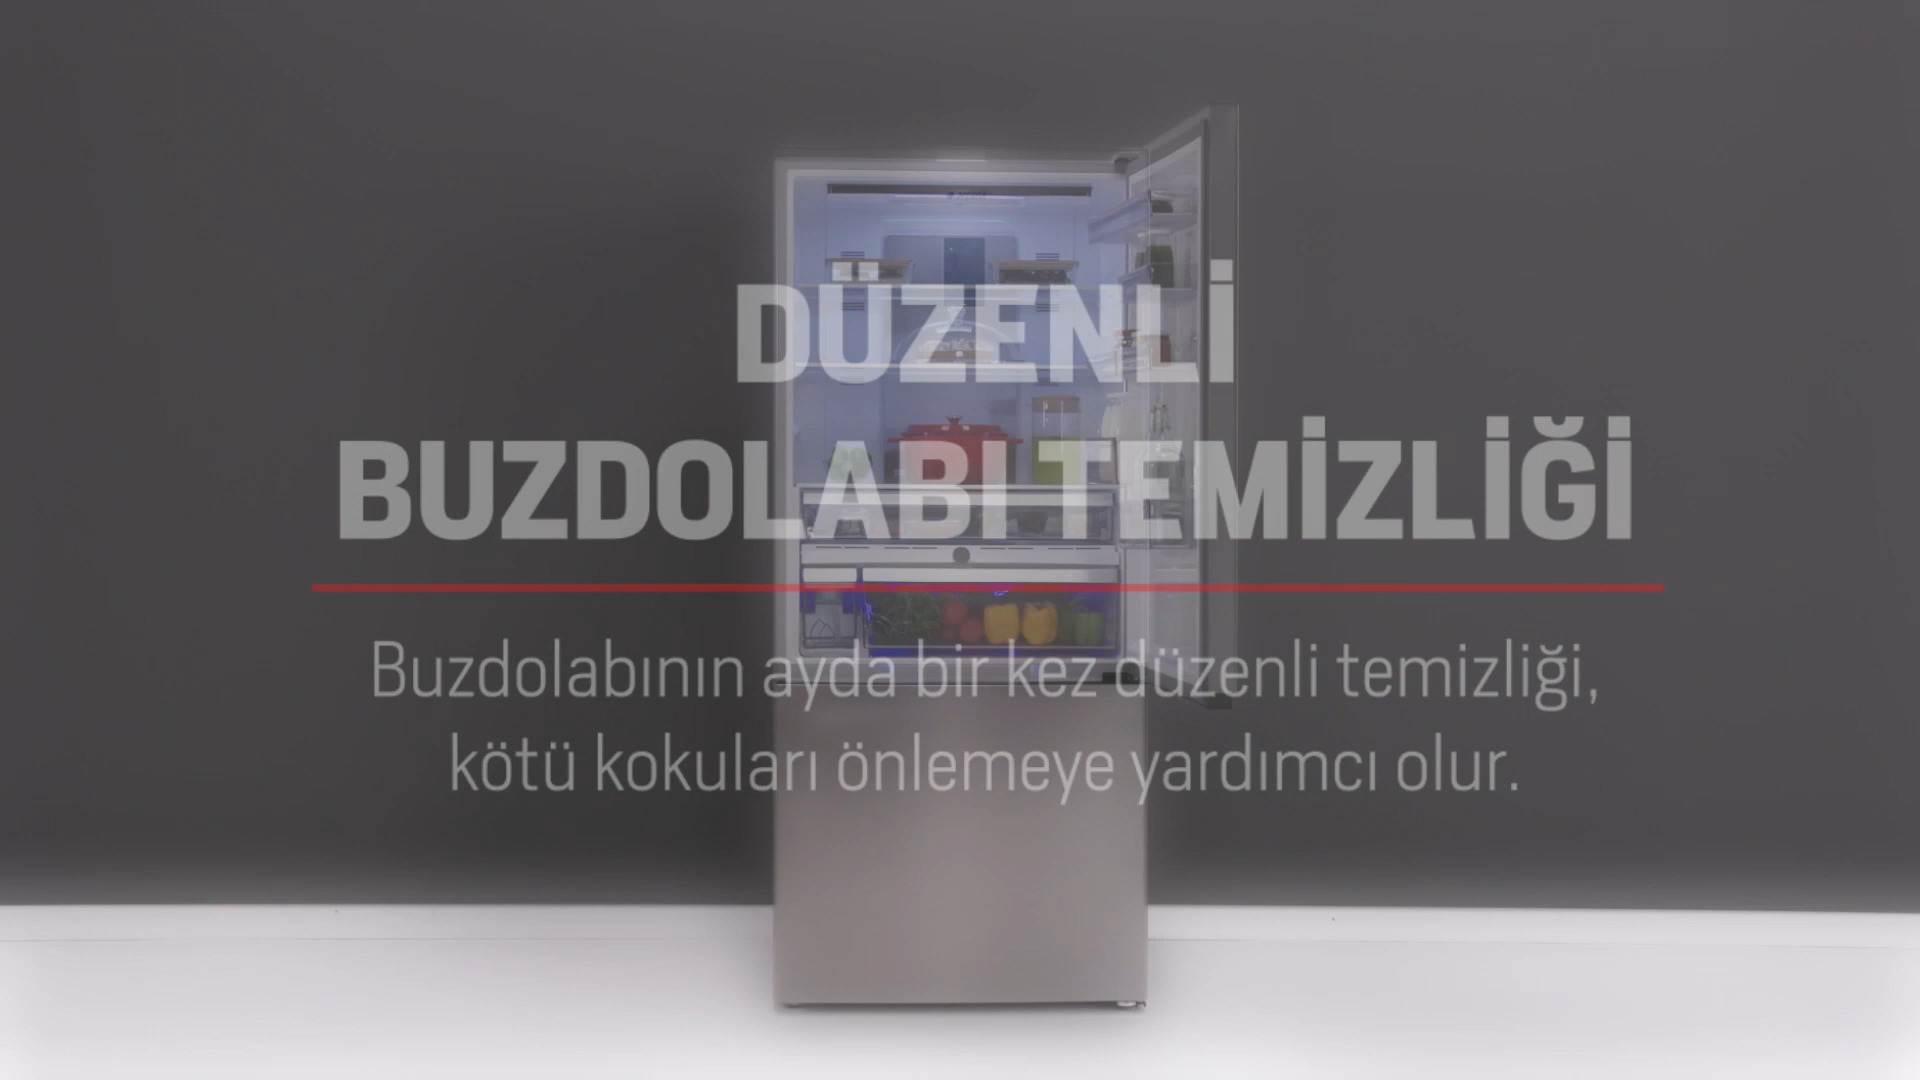 DÜZENLİ
BUZDOLABI TEMİZLİĞİ
Buzdolabının ayda bir kez düzenli temizliği,
kötü kokuları önlemeye yardımcı olur.